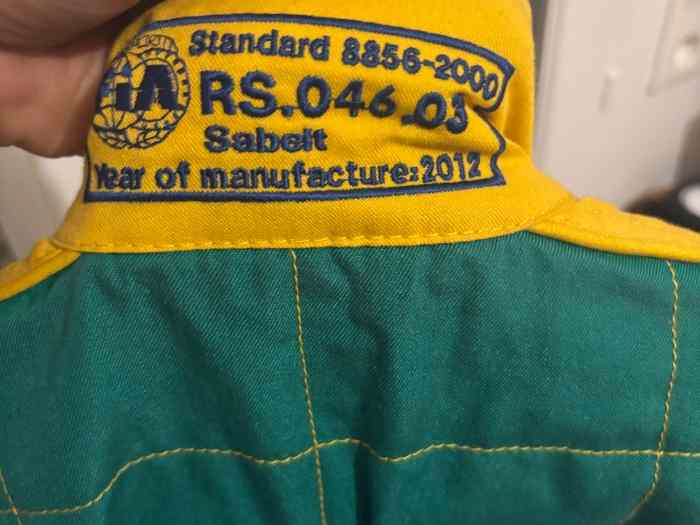 FIA
Standard 8856-2000
RS.046.03
Sabelt
Year of manufacture:2012